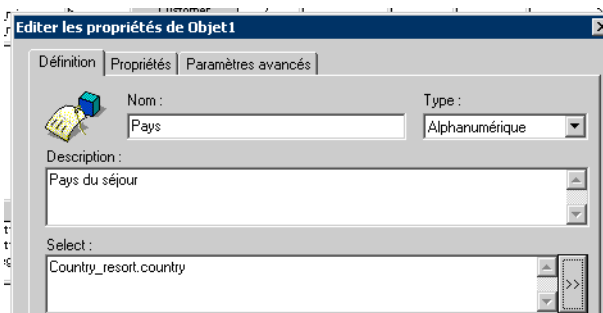 Customer
Editer les propriétés de Objet1
Définition Propriétés Paramètres avancés
Nom : Type :
Pays Alphanumérique
Description :
Pays du séjour
Select :
Country_resort.country >>